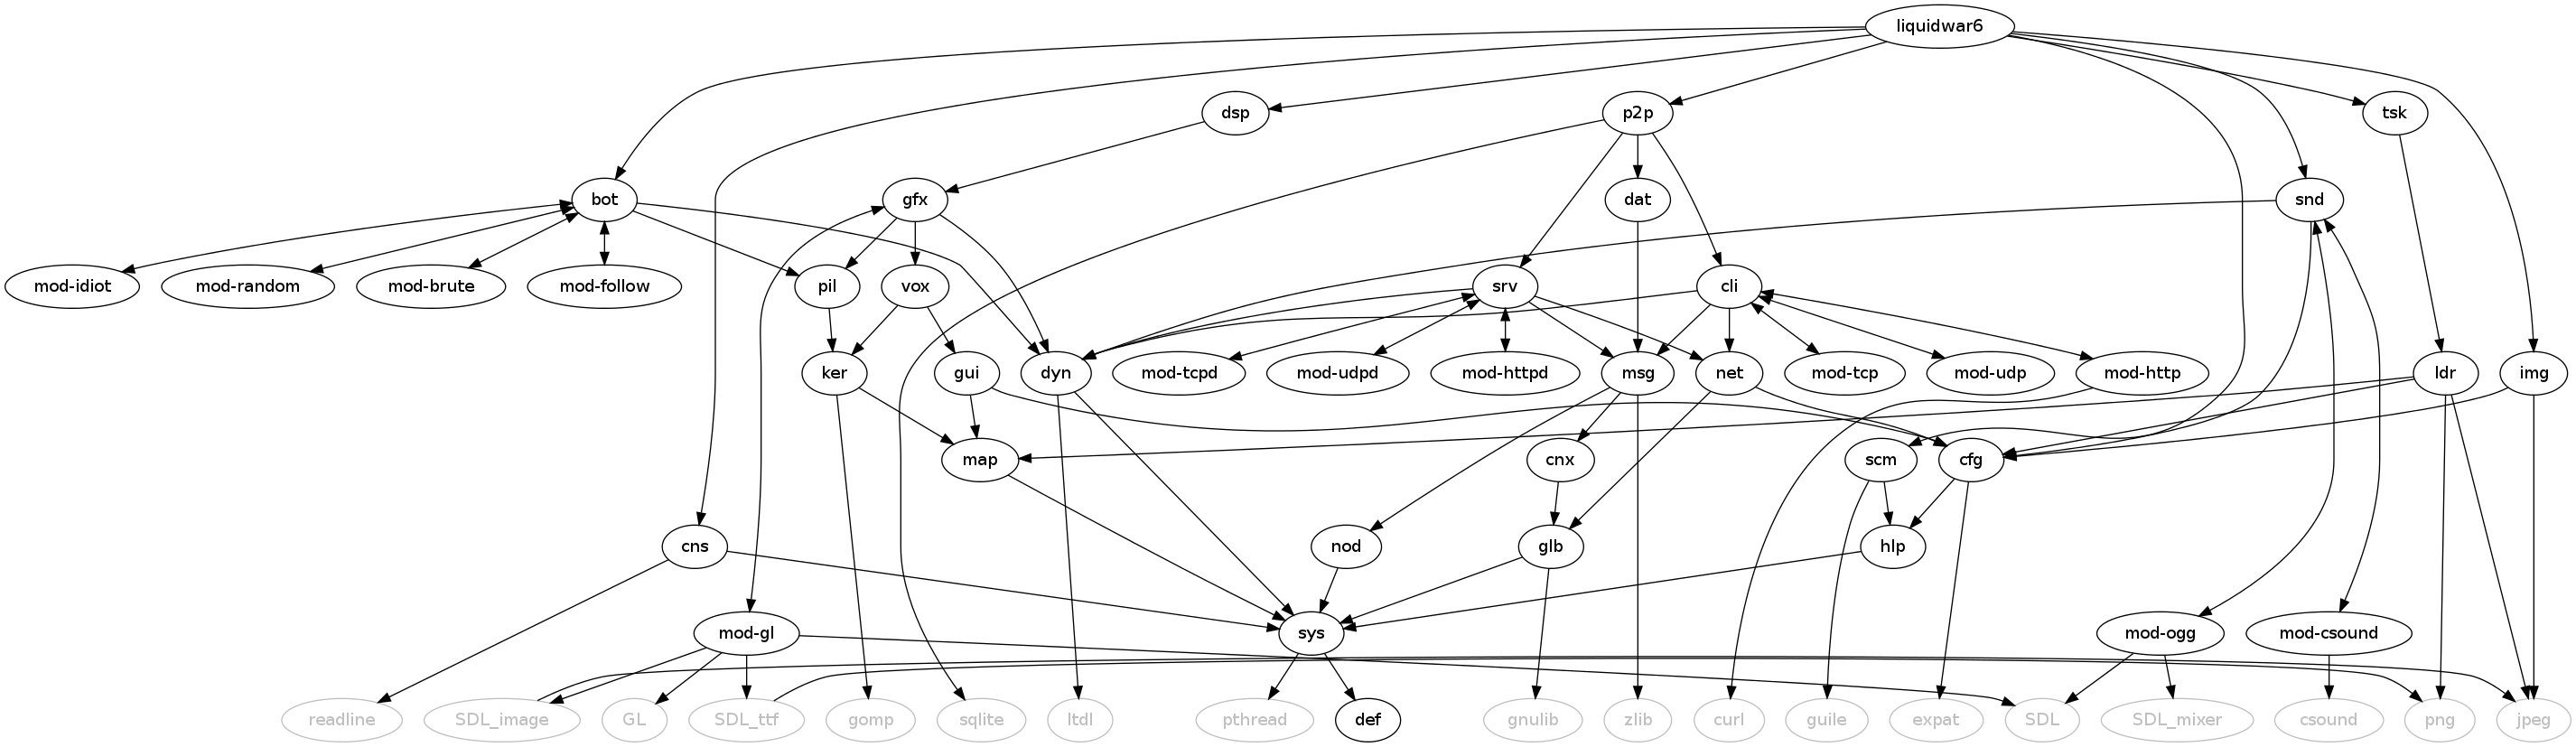 liquidwar6
dsp
p2p
tsk
bot
gfx
dat
snd
mod-idiot
mod-random
mod-brute
mod-follow
pil
vox
srv
cli
ker
gui
dyn
mod-tcpd
mod-udpd
mod-httpd
msg
net
mod-tcp
mod-udp
mod-http
ldr
img
map
cnx
scm
cfg
cns
nod
glb
hlp
mod-gl
sys
mod-ogg
mod-csound
readline
SDL_image
GL
SDL_ttf
gomp
sqlite
ltdl
pthread
def
gnulib
zlib
curl
guile
expat
SDL
SDL_mixer
csound
png
jpeg